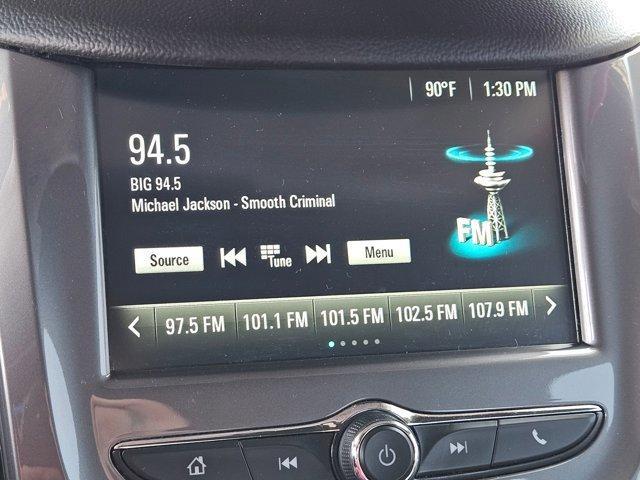 90°F 1:30 PM
94.5
BIG 94.5
Michael Jackson - Smooth Criminal
FM
Source Tune Menu
97.5 FM 101.1 FM 101.5 FM 102.5 FM 107.9 FM